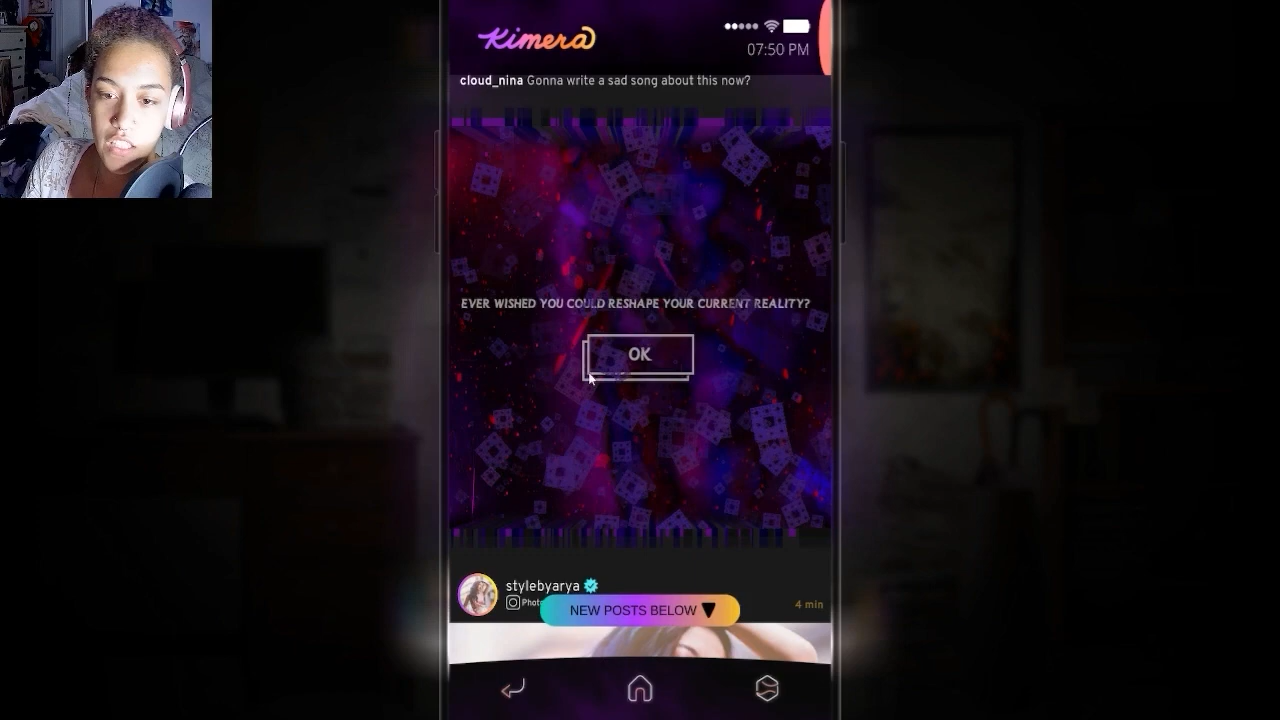 Kimera
07:50 PM
cloud_nina Gonna write a sad song about this now?
EVER WISHED YOU COULD RESHAPE YOUR CURRENT REALITY?
OK
stylebyarya
4 min
NEW POSTS BELOW